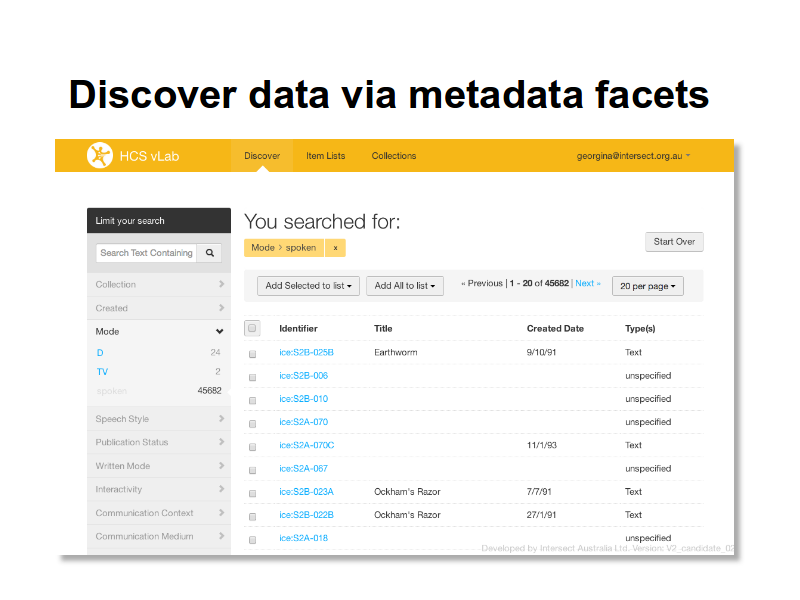 Discover data via metadata facets
HCS vLab
Discover
Item Lists
Collections
georgina@intersect.org.au
Limit your search
Search Text Containing
Collection
Created
Mode
D 24
TV 2
spoken 45682
Speech Style
Publication Status
Written Mode
Interactivity
Communication Context
Communication Medium
You searched for:
Mode > spoken x
Start Over
Add Selected to list
Add All to list
« Previous | 1 - 20 of 45682 | Next »
20 per page
Identifier Title Created Date Type(s)
ice:S2B-025B Earthworm 9/10/91 Text
ice:S2B-006 unspecified
ice:S2B-010 unspecified
ice:S2A-070 unspecified
ice:S2A-070C 11/1/93 Text
ice:S2A-067 unspecified
ice:S2B-023A Ockham's Razor 7/7/91 Text
ice:S2B-022B Ockham's Razor 27/1/91 Text
ice:S2A-018 unspecified
Developed by Intersect Australia Ltd. Version: V2_candidate_02